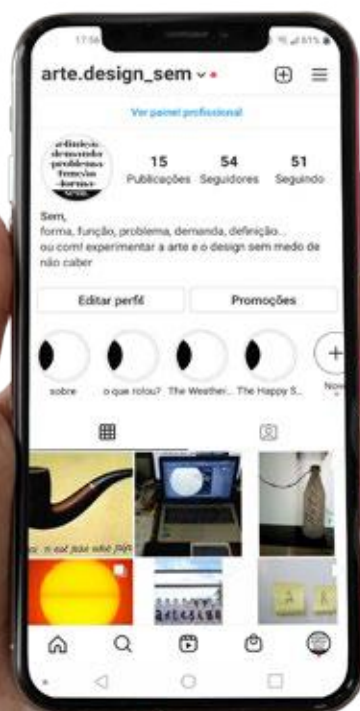 17:56
arte.design_sem
Ver painel profissional
15 54 51
Publicações Seguidores Seguindo
Sem,
forma, função, problema, demanda, definição...
ou com! experimentar a arte e o design sem medo de
não caber
Editar perfil Promoções
sobre o que rolou? The Weather... The Happy S...
A